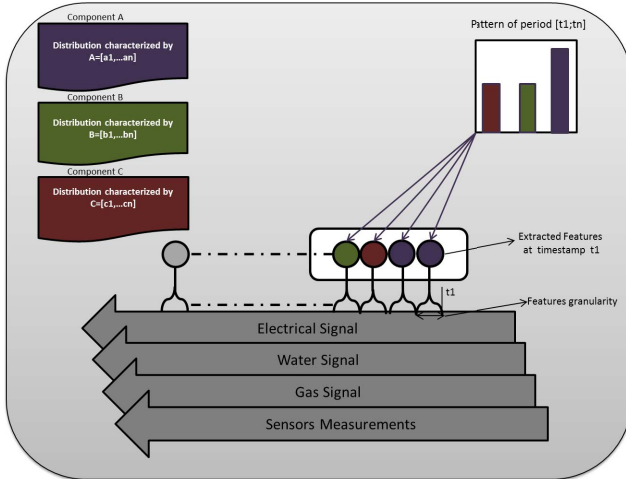 Component A
Distribution characterized by
A=[a1,...an]
Component B
Distribution characterized by
B=[b1,...bn]
Component C
Distribution characterized by
C=[c1,...cn]
Pattern of period [t1;tn]
Extracted Features
at timestamp t1
t1
Features granularity
Electrical Signal
Water Signal
Gas Signal
Sensors Measurements